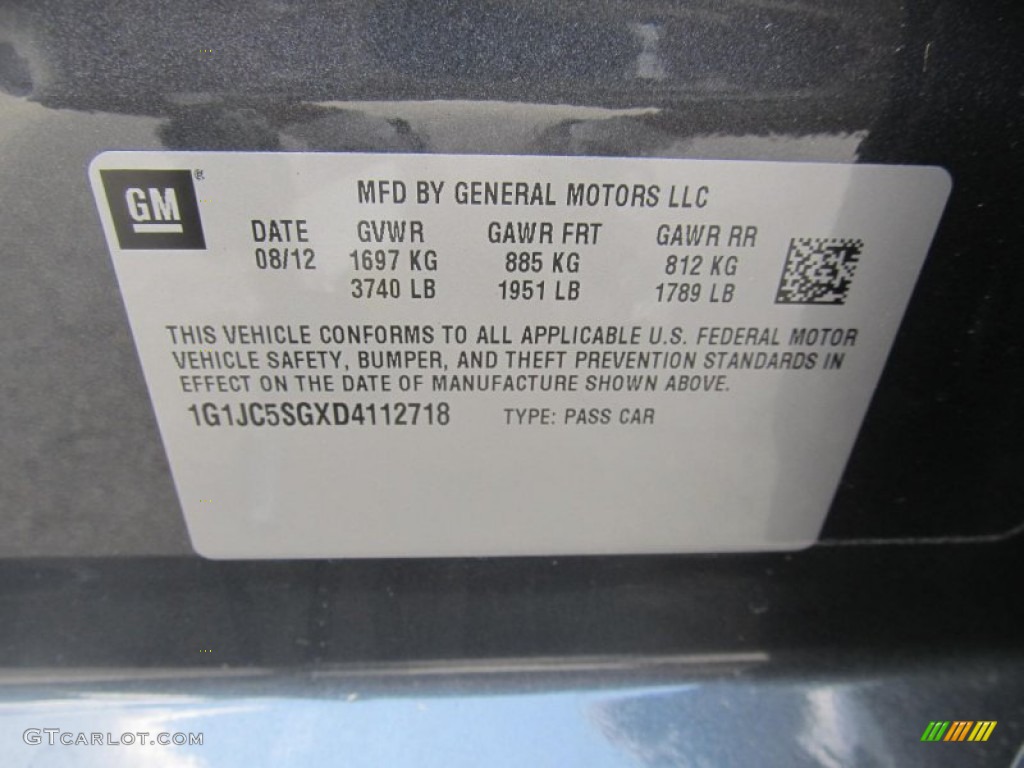 GM®
MFD BY GENERAL MOTORS LLC
DATE GVWR GAWR FRT GAWR RR
08/12 1697 KG 885 KG 812 KG
3740 LB 1951 LB 1789 LB
THIS VEHICLE CONFORMS TO ALL APPLICABLE U.S. FEDERAL MOTOR
VEHICLE SAFETY, BUMPER, AND THEFT PREVENTION STANDARDS IN
EFFECT ON THE DATE OF MANUFACTURE SHOWN ABOVE.
1G1JC5SGXD4112718 TYPE: PASS CAR
GTCARLOT.COM